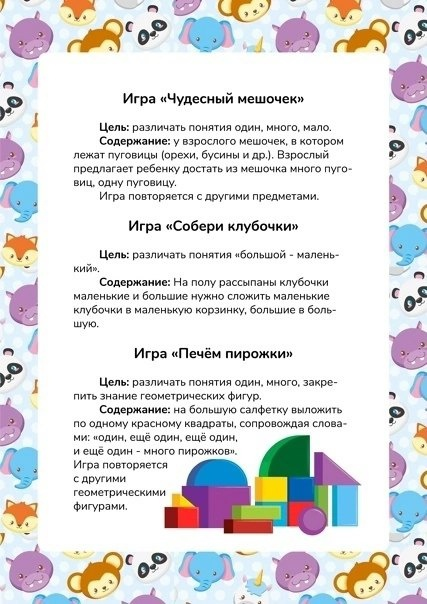 Игра «Чудесный мешочек»
Цель: различать понятия один, много, мало.
Содержание: у взрослого мешочек, в котором
лежат пуговицы (орехи, бусины и др.). Взрослый
предлагает ребенку достать из мешочка много пуго-
виц, одну пуговицу.
Игра повторяется с другими предметами.
Игра «Собери клубочки»
Цель: различать понятия «большой - малень-
кий».
Содержание: На полу рассыпаны клубочки
маленькие и большие нужно сложить маленькие
клубочки в маленькую корзинку, большие в боль-
шую.
Игра «Печём пирожки»
Цель: различать понятия один, много, закре-
пить знание геометрических фигур.
Содержание: на большую салфетку выложить
по одному красному квадраты, сопровождая слова-
ми: «один, ещё один, ещё один,
и ещё один - много пирожков».
Игра повторяется
с другими
геометрическими
фигурами.